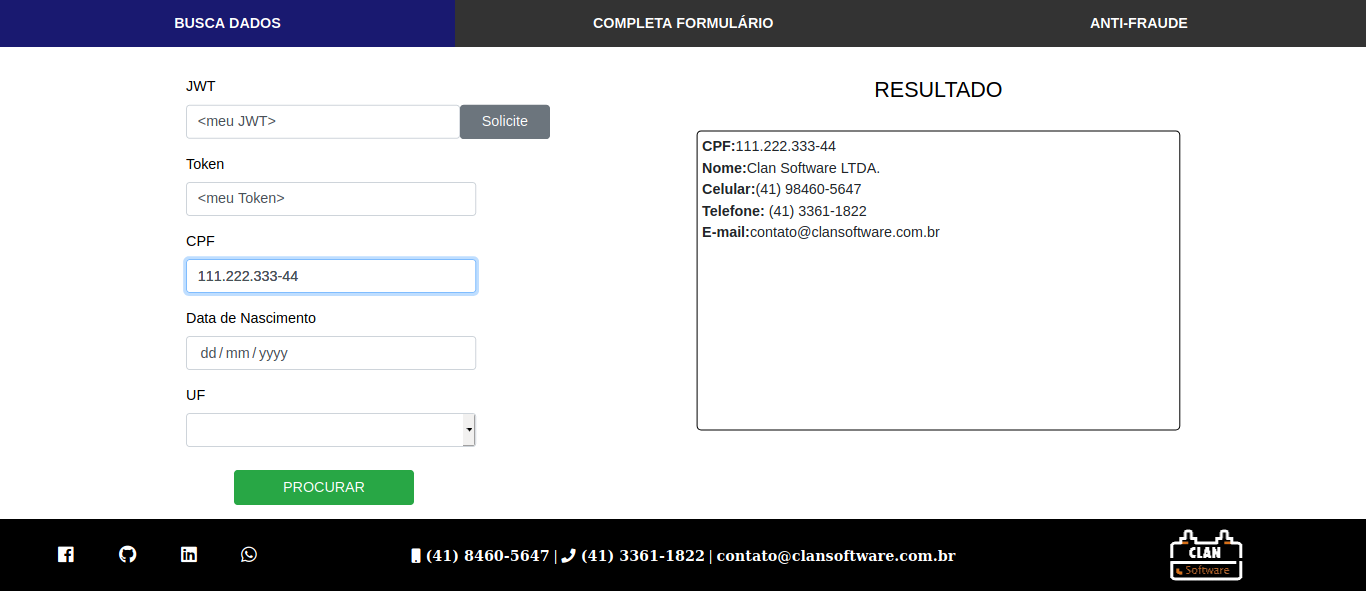 BUSCA DADOS
COMPLETA FORMULÁRIO
ANTI-FRAUDE
JWT
<meu JWT>
Solicite
Token
<meu Token>
CPF
111.222.333-44
Data de Nascimento
dd / mm / yyyy
UF
PROCURAR
RESULTADO
CPF:111.222.333-44
Nome:Clan Software LTDA.
Celular:(41) 98460-5647
Telefone: (41) 3361-1822
E-mail:contato@clansoftware.com.br
(41) 8460-5647 | (41) 3361-1822 | contato@clansoftware.com.br
CLAN
Software